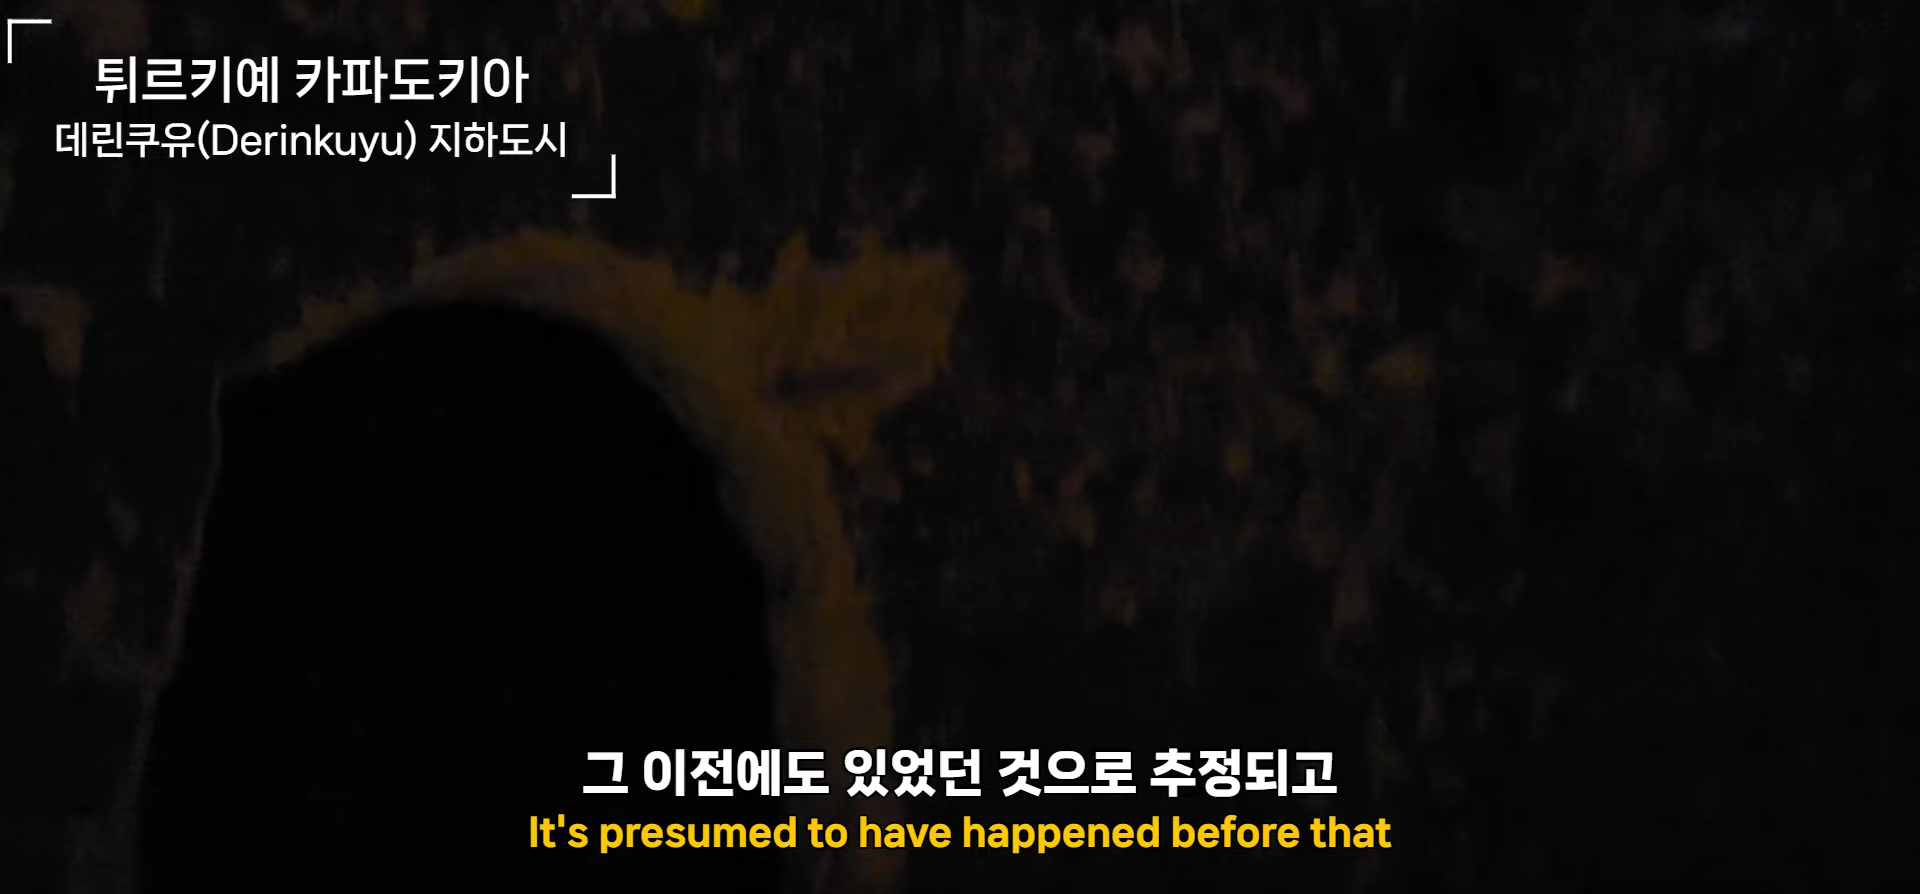 튀르키예 카파도키아
데린쿠유(Derinkuyu) 지하도시
그 이전에도 있었던 것으로 추정되고
It's presumed to have happened before that